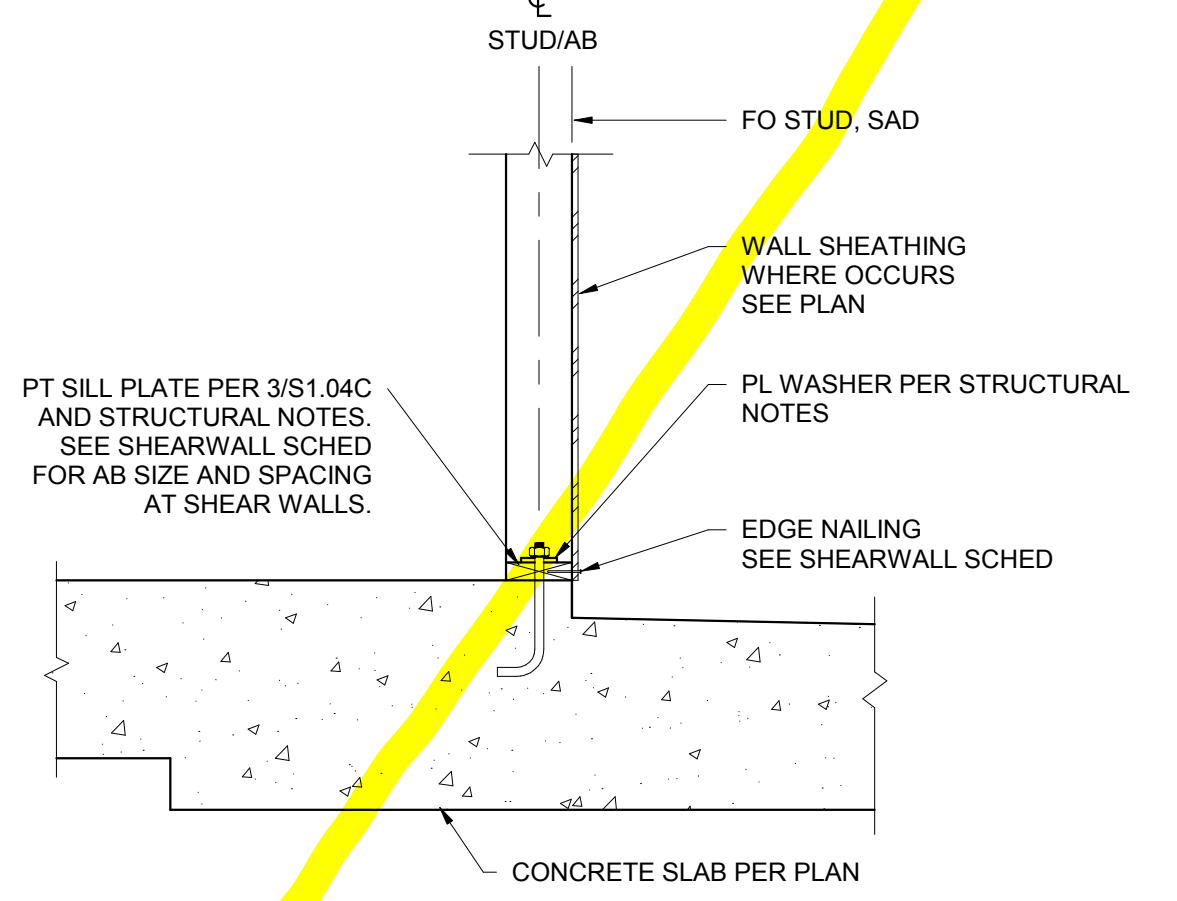 ℄
STUD/AB
FO STUD, SAD
WALL SHEATHING
WHERE OCCURS
SEE PLAN
PT SILL PLATE PER 3/S1.04C
AND STRUCTURAL NOTES.
SEE SHEARWALL SCHED
FOR AB SIZE AND SPACING
AT SHEAR WALLS.
PL WASHER PER STRUCTURAL
NOTES
EDGE NAILING
SEE SHEARWALL SCHED
CONCRETE SLAB PER PLAN